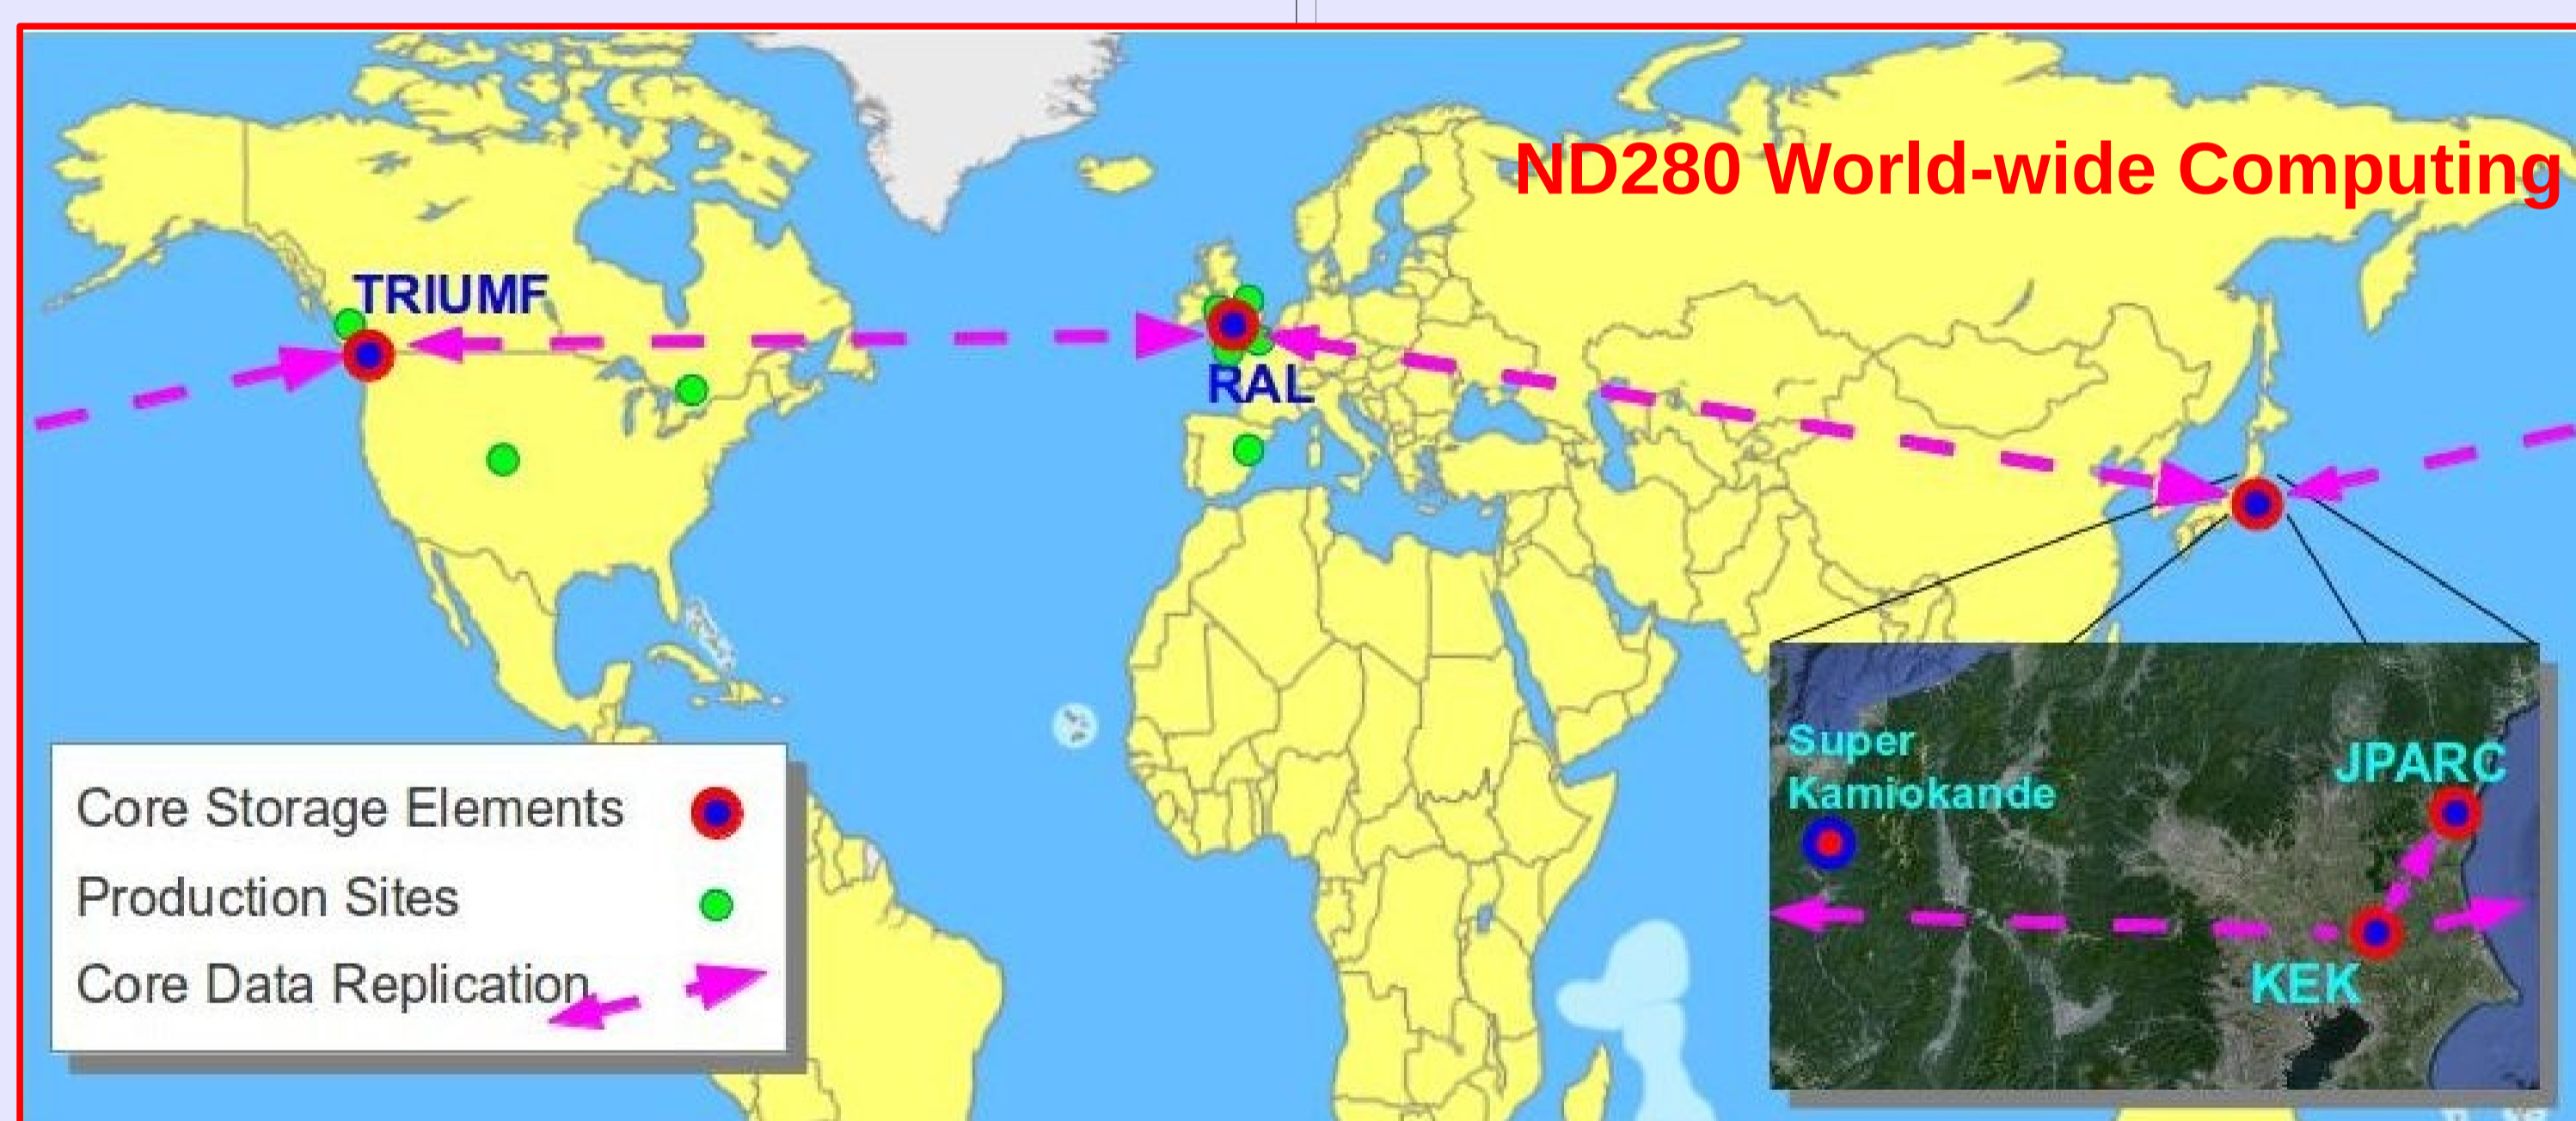 ND280 World-wide Computing
TRIUMF
RAL
Core Storage Elements
Production Sites
Core Data Replication
Super
Kamiokande
JPARC
KEK